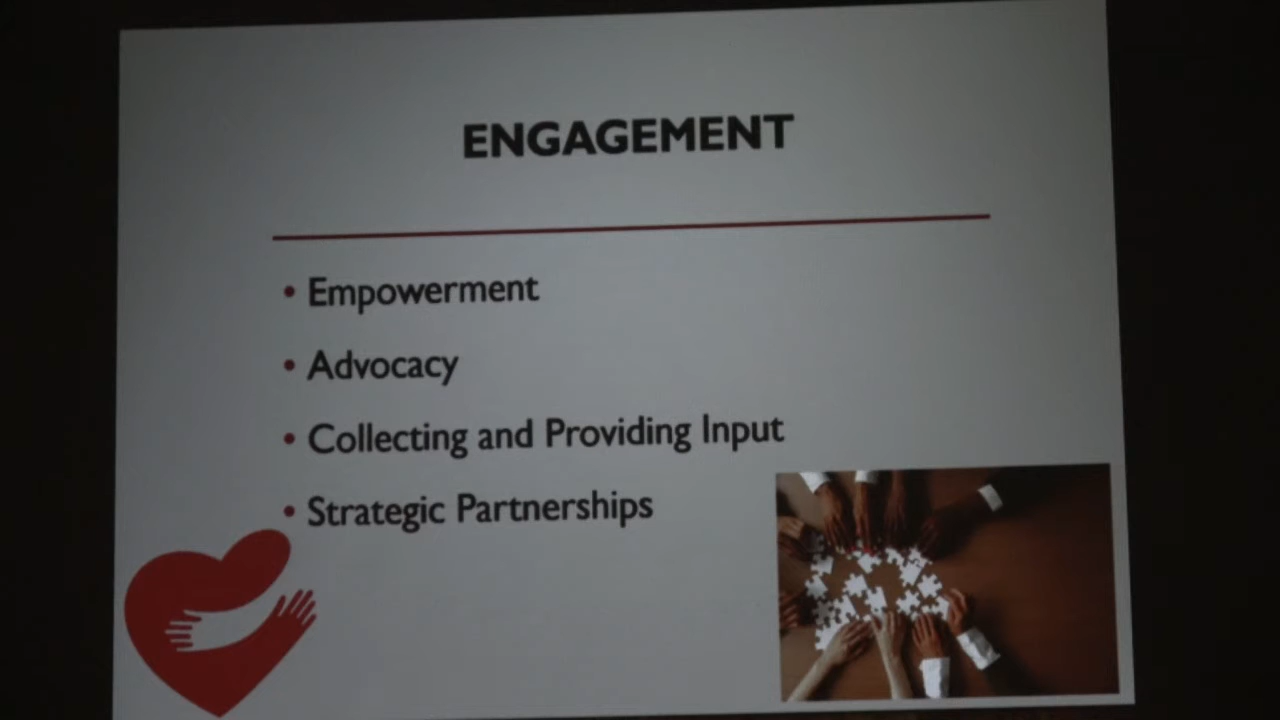 ENGAGEMENT
• Empowerment
• Advocacy
• Collecting and Providing Input
• Strategic Partnerships